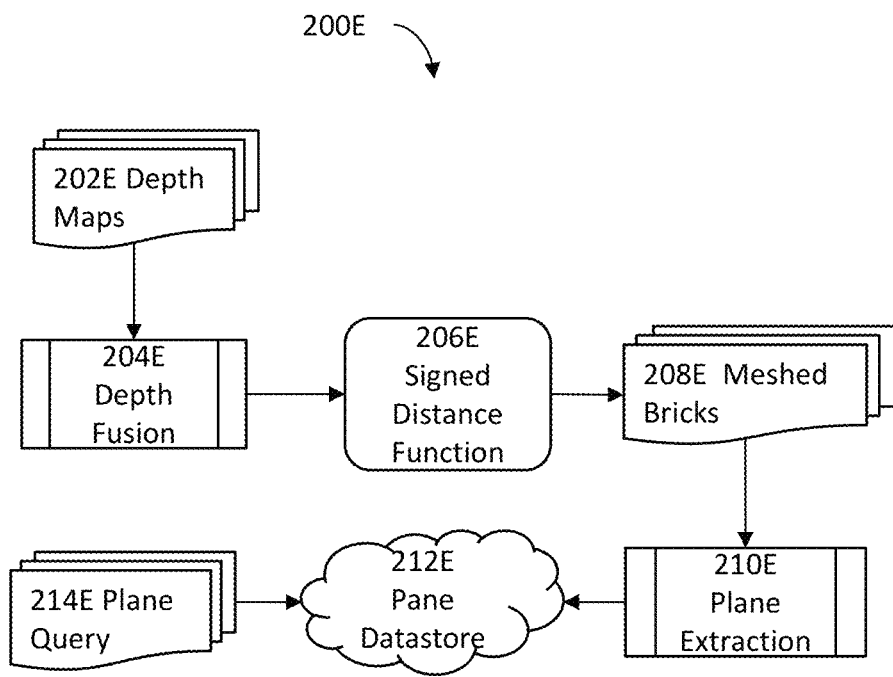 200E
202E Depth
Maps
204E
Depth
Fusion
206E
Signed
Distance
Function
208E Meshed
Bricks
210E
Plane
Extraction
212E
Pane
Datastore
214E Plane
Query